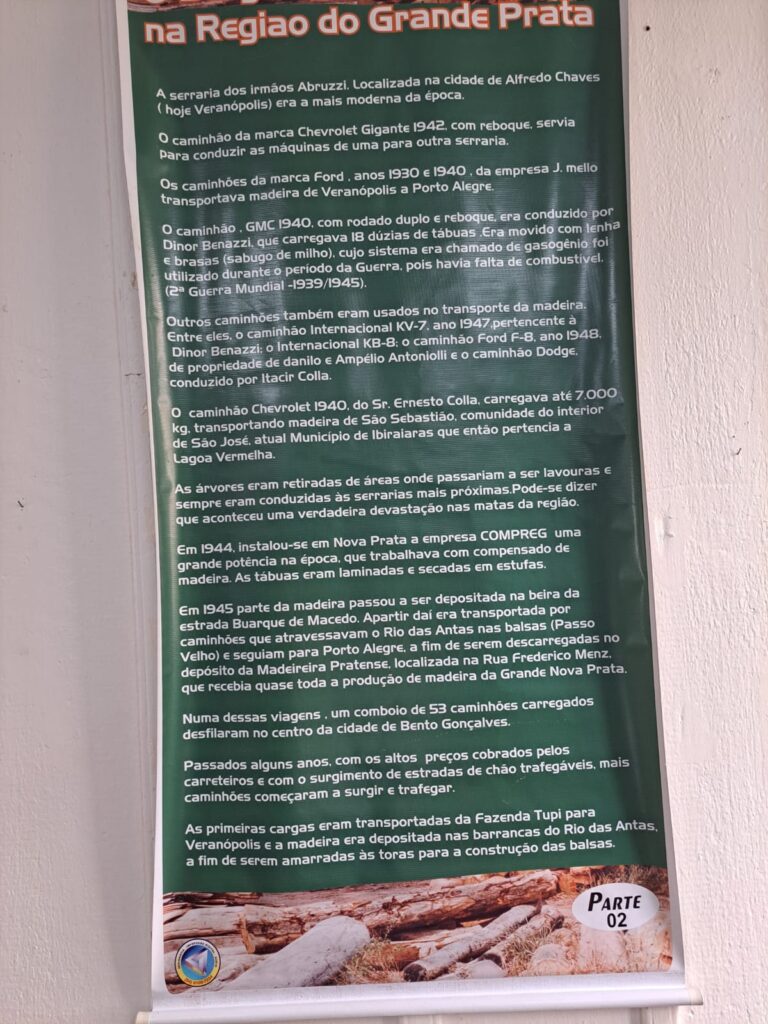 na Regiao do Grande Prata
A serraria dos irmãos Abruzzi. Localizada na cidade de Alfredo Chaves
( hoje Veranópolis) era a mais moderna da época.
O caminhão da marca Chevrolet Gigante 1942, com reboque, servia
para conduzir as máquinas de uma para outra serraria.
Os caminhões da marca Ford , anos 1930 e 1940 , da empresa J. mello
transportava madeira de Veranópolis a Porto Alegre.
O caminhão , GMC 1940, com rodado duplo e reboque, era conduzido por
Dinor Benazzi, que carregava 18 dúzias de tábuas .Era movido com lenha
e brasas (sabugo de milho), cujo sistema era chamado de gasogênio foi
utilizado durante o período da Guerra, pois havia falta de combustível.
(2ª Guerra Mundial -1939/1945).
Outros caminhões também eram usados no transporte da madeira.
Entre eles, o caminhão Internacional KV-7, ano 1947,pertencente à
Dinor Benazzi; o Internacional KB-8; o caminhão Ford F-8, ano 1948,
de propriedade de danilo e Ampélio Antoniolli e o caminhão Dodge,
conduzido por Itacir Colla.
O caminhão Chevrolet 1940, do Sr. Ernesto Colla, carregava até 7.000
kg, transportando madeira de São Sebastião, comunidade do interior
de São José, atual Município de Ibiraiaras que então pertencia a
Lagoa Vermelha.
As árvores eram retiradas de áreas onde passariam a ser lavouras e
sempre eram conduzidas às serrarias mais próximas.Pode-se dizer
que aconteceu uma verdadeira devastação nas matas da região.
Em 1944, instalou-se em Nova Prata a empresa COMPREG uma
grande potência na época, que trabalhava com compensado de
madeira. As tábuas eram laminadas e secadas em estufas.
Em 1945 parte da madeira passou a ser depositada na beira da
estrada Buarque de Macedo. Apartir daí era transportada por
caminhões que atravessavam o Rio das Antas nas balsas (Passo
Velho) e seguiam para Porto Alegre, a fim de serem descarregadas no
depósito da Madeireira Pratense, localizada na Rua Frederico Menz,
que recebia quase toda a produção de madeira da Grande Nova Prata.
Numa dessas viagens , um comboio de 53 caminhões carregados
desfilaram no centro da cidade de Bento Gonçalves.
Passados alguns anos, com os altos preços cobrados pelos
carreteiros e com o surgimento de estradas de chão trafegáveis, mais
caminhões começaram a surgir e trafegar.
As primeiras cargas eram transportadas da Fazenda Tupi para
Veranópolis e a madeira era depositada nas barrancas do Rio das Antas,
a fim de serem amarradas às toras para a construção das balsas.
PARTE
02